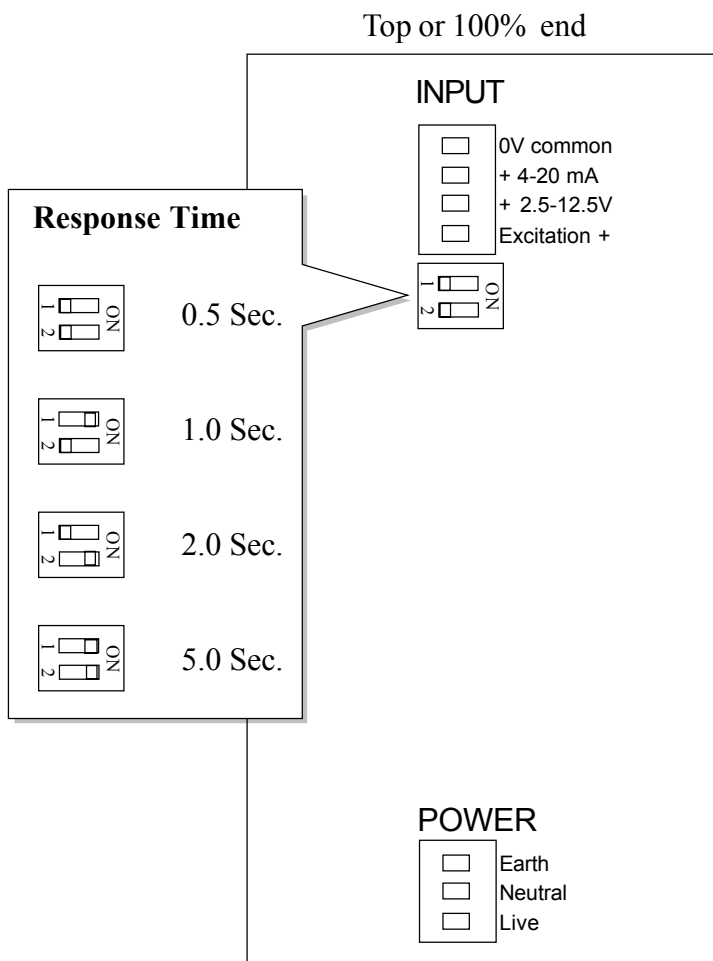 Top or 100% end
INPUT
0V common
+ 4-20 mA
+ 2.5-12.5V
Excitation +
1
2
ON
Response Time
1
2
ON
0.5 Sec.
1
2
ON
1.0 Sec.
1
2
ON
2.0 Sec.
1
2
ON
5.0 Sec.
POWER
Earth
Neutral
Live